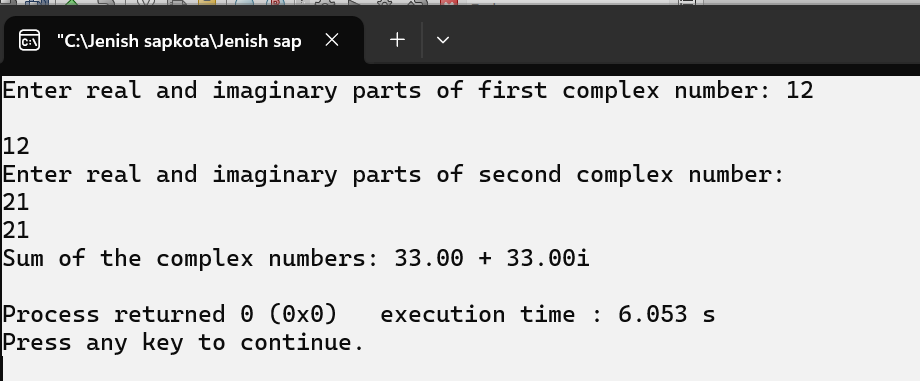 "C:\Jenish sapkota\Jenish sap
Enter real and imaginary parts of first complex number: 12
12
Enter real and imaginary parts of second complex number:
21
21
Sum of the complex numbers: 33.00 + 33.00i
Process returned 0 (0x0)   execution time : 6.053 s
Press any key to continue.